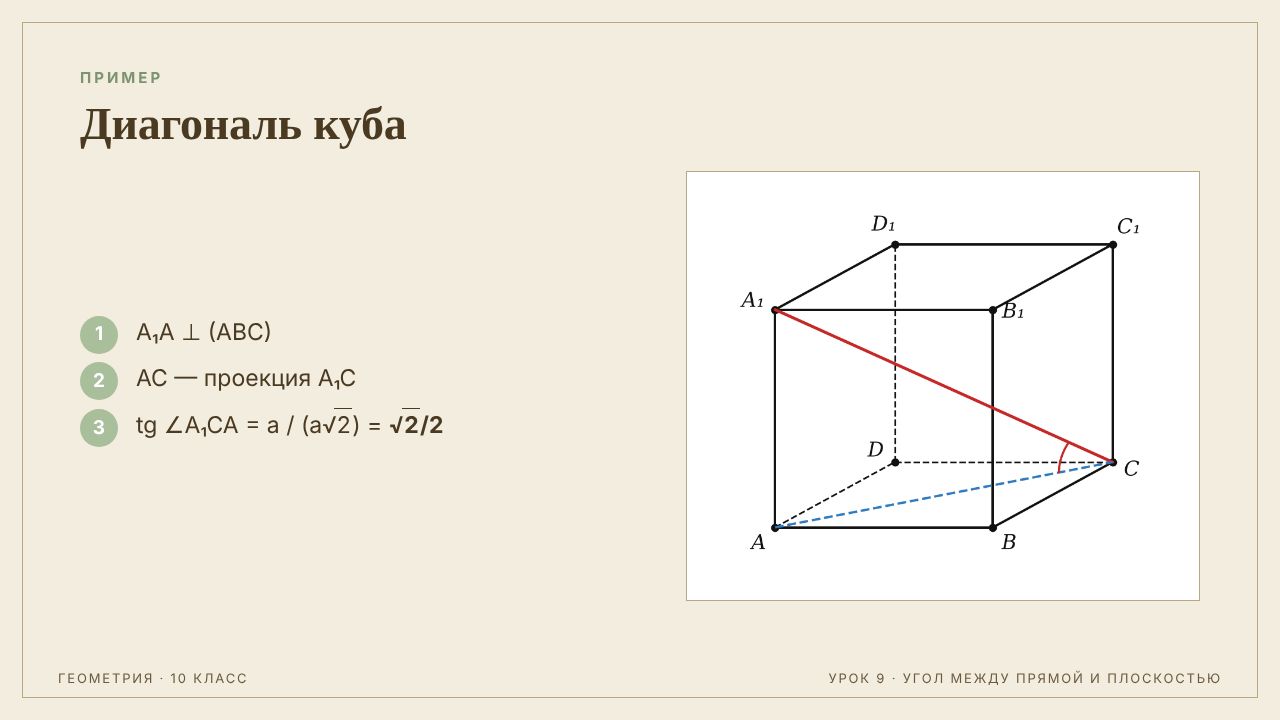 ПРИМЕР
Диагональ куба
1 A₁A ⊥ (ABC)
2 AC — проекция A₁C
3 tg ∠A₁CA = a / (a√2) = √2/2
D₁
C₁
A₁
B₁
D
C
A
B
ГЕОМЕТРИЯ · 10 КЛАСС
УРОК 9 · УГОЛ МЕЖДУ ПРЯМОЙ И ПЛОСКОСТЬЮ